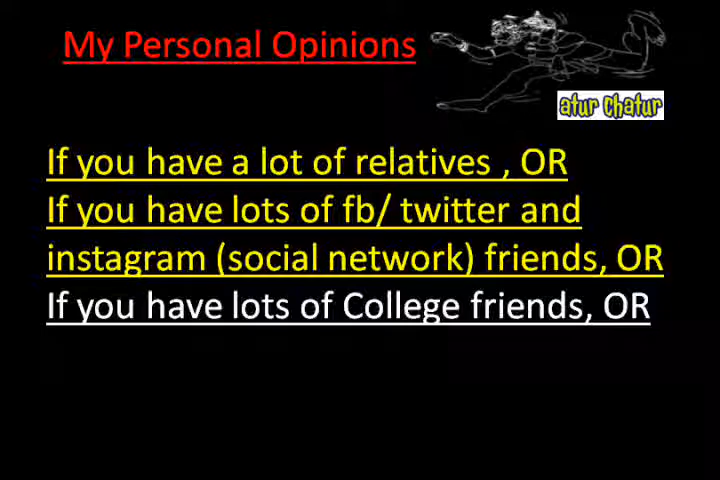 My Personal Opinions
atur chatur
If you have a lot of relatives , OR
If you have lots of fb/ twitter and
instagram (social network) friends, OR
If you have lots of College friends, OR